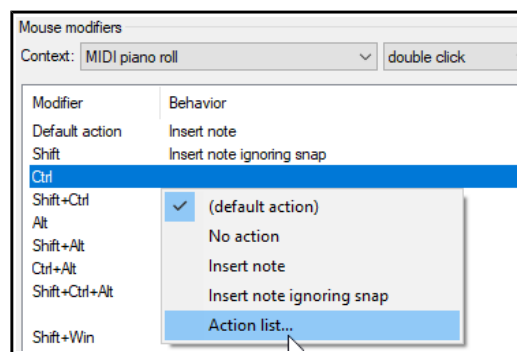 Mouse modifiers
Context: MIDI piano roll double click
Modifier Behavior
Default action Insert note
Shift Insert note ignoring snap
Ctrl
Shift+Ctrl
Alt
Shift+Alt
Ctrl+Alt
Shift+Ctrl+Alt
Shift+Win
(default action)
No action
Insert note
Insert note ignoring snap
Action list...